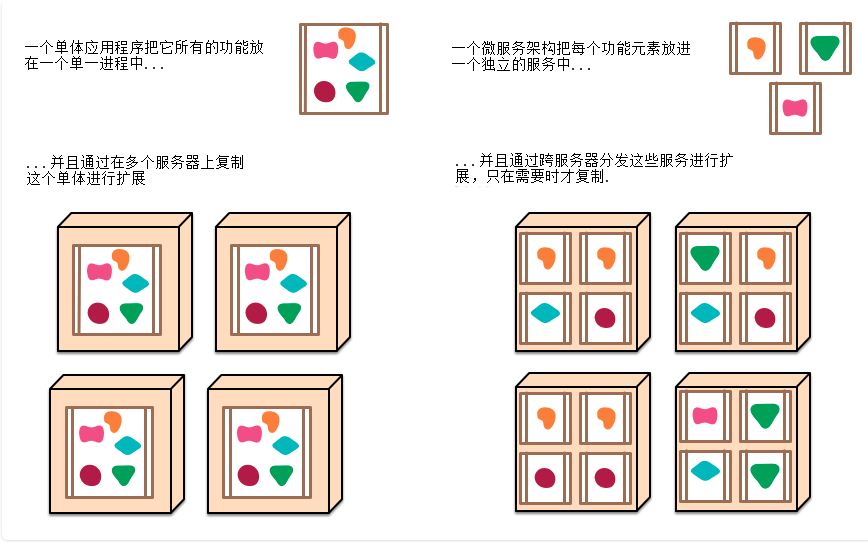 一个单体应用程序把它所有的功能放
在一个单一进程中...
一个微服务架构把每个功能元素放进
一个独立的服务中...
...并且通过在多个服务器上复制
这个单体进行扩展
...并且通过跨服务器分发这些服务进行扩
展，只在需要时才复制.